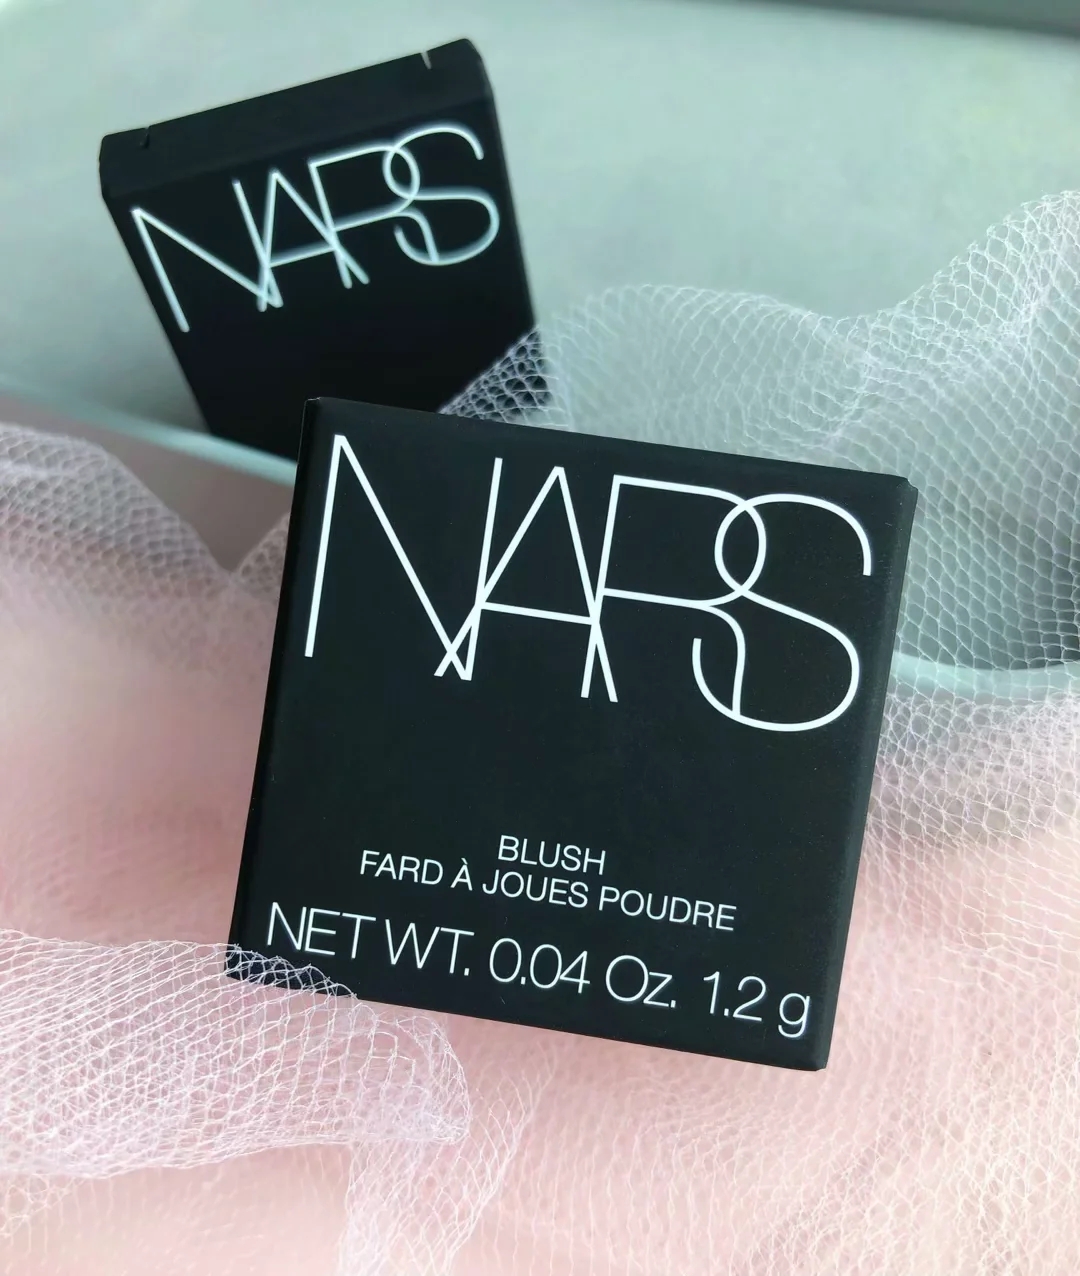 NARS
NARS
BLUSH
FARD À JOUES POUDRE
NET WT. 0.04 Oz. 1.2 g